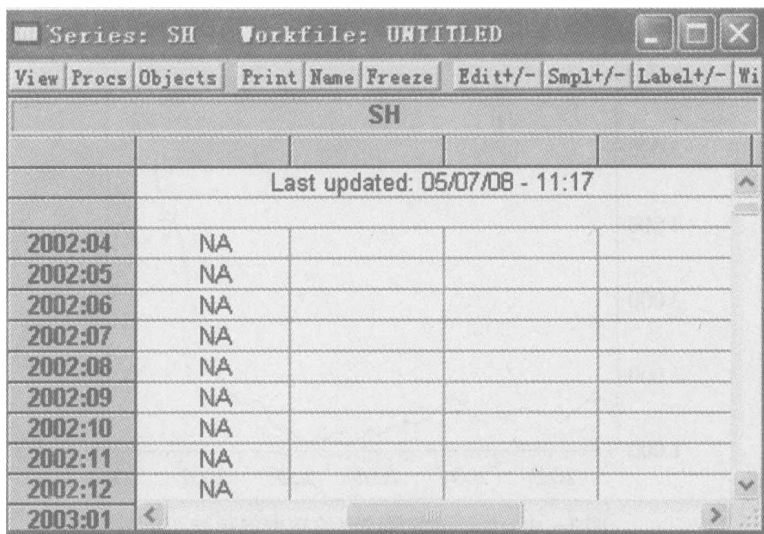 Series: SH Workfile: UNTITLED
View Procs Objects Print Name Freeze Edit+/- Smpl+/- Label+/- Wi
SH
Last updated: 05/07/08 - 11:17
2002:04 NA
2002:05 NA
2002:06 NA
2002:07 NA
2002:08 NA
2002:09 NA
2002:10 NA
2002:11 NA
2002:12 NA
2003:01